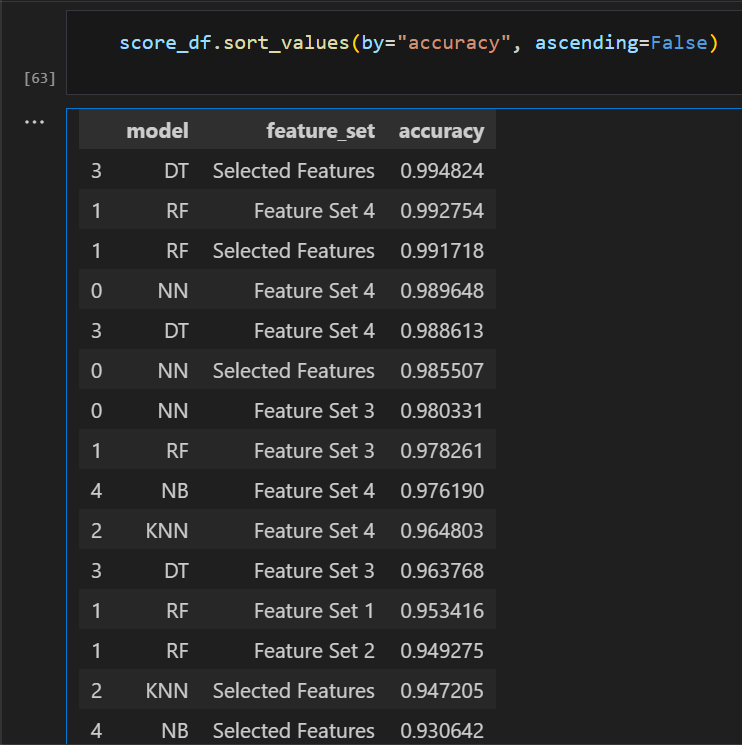 score_df.sort_values(by="accuracy", ascending=False)
[63]
...
model feature_set accuracy
3 DT Selected Features 0.994824
1 RF Feature Set 4 0.992754
1 RF Selected Features 0.991718
0 NN Feature Set 4 0.989648
3 DT Feature Set 4 0.988613
0 NN Selected Features 0.985507
0 NN Feature Set 3 0.980331
1 RF Feature Set 3 0.978261
4 NB Feature Set 4 0.976190
2 KNN Feature Set 4 0.964803
3 DT Feature Set 3 0.963768
1 RF Feature Set 1 0.953416
1 RF Feature Set 2 0.949275
2 KNN Selected Features 0.947205
4 NB Selected Features 0.930642